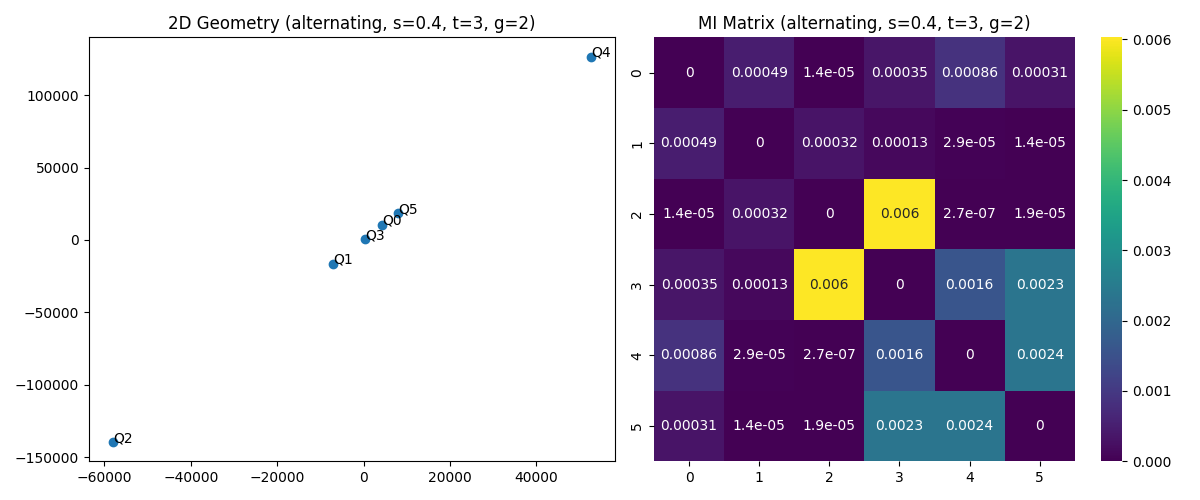 2D Geometry (alternating, s=0.4, t=3, g=2)
100000
50000
0
−50000
−100000
−150000
−60000 −40000 −20000 0 20000 40000
Q4
Q5
Q0
Q3
Q1
Q2
MI Matrix (alternating, s=0.4, t=3, g=2)
0 0 0.00049 1.4e-05 0.00035 0.00086 0.00031
1 0.00049 0 0.00032 0.00013 2.9e-05 1.4e-05
2 1.4e-05 0.00032 0 0.006 2.7e-07 1.9e-05
3 0.00035 0.00013 0.006 0 0.0016 0.0023
4 0.00086 2.9e-05 2.7e-07 0.0016 0 0.0024
5 0.00031 1.4e-05 1.9e-05 0.0023 0.0024 0
0 1 2 3 4 5
0.006
0.005
0.004
0.003
0.002
0.001
0.000